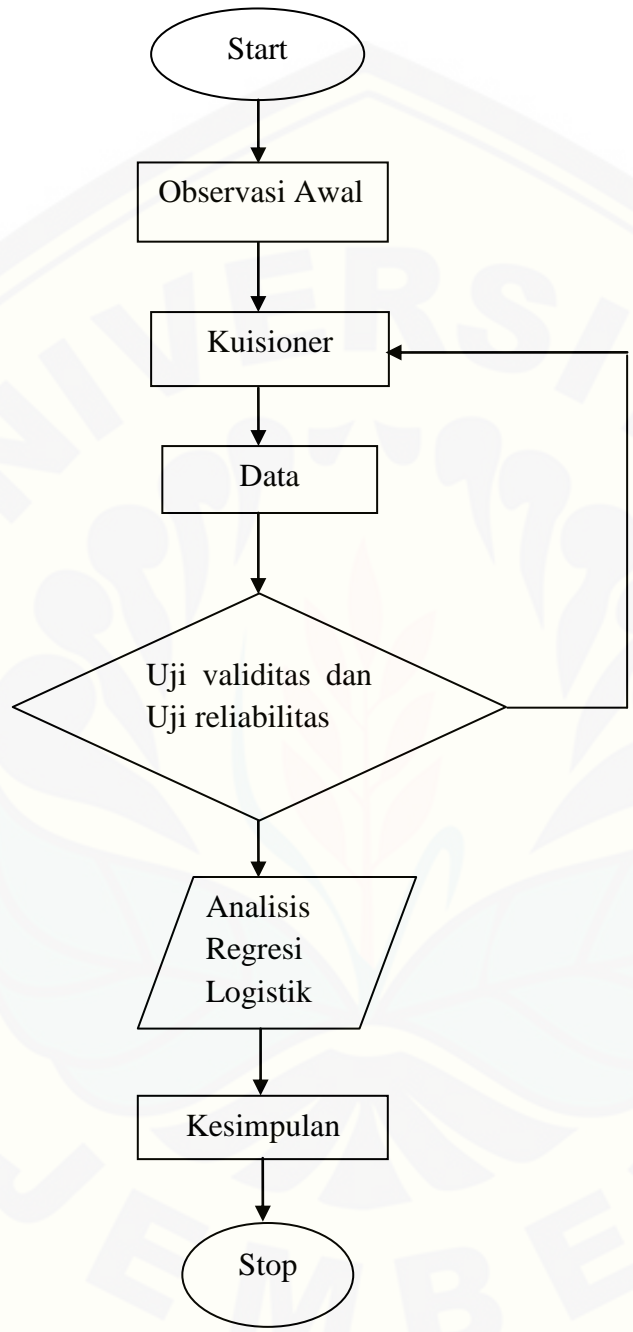 Start
Observasi Awal
Kuisioner
Data
Uji validitas dan
Uji reliabilitas
Analisis
Regresi
Logistik
Kesimpulan
Stop